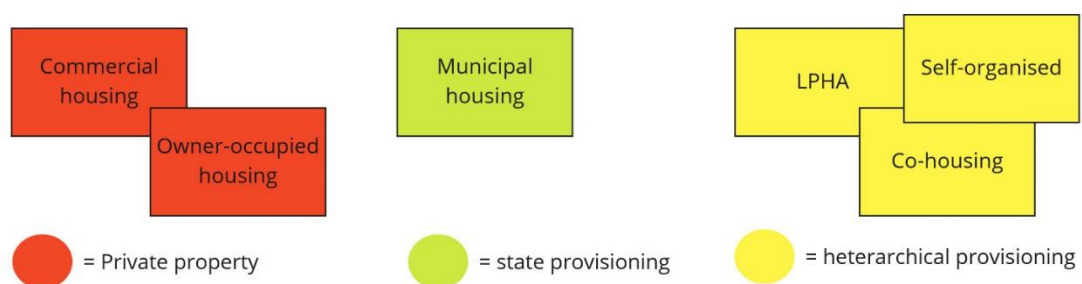 Commercial
housing
Owner-occupied
housing
Municipal
housing
LPHA
Self-organised
Co-housing
= Private property
= state provisioning
= heterarchical provisioning